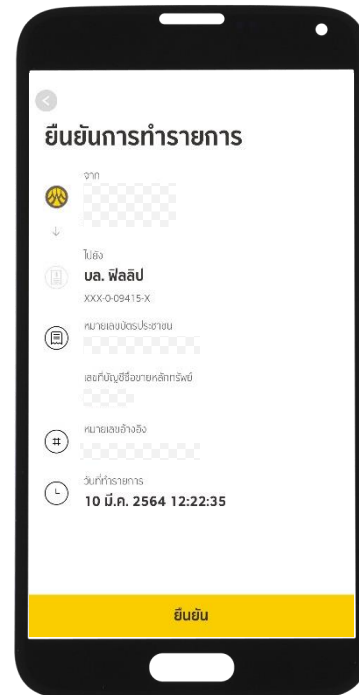 ยืนยันการทำรายการ
จาก
ไปยัง
บล. ฟิลลิป
XXX-0-09415-X
หมายเลขบัตรประชาชน
เลขที่บัญชีซื้อขายหลักทรัพย์
หมายเลขอ้างอิง
#
วันที่ทำรายการ
10 มี.ค. 2564 12:22:35
ยืนยัน